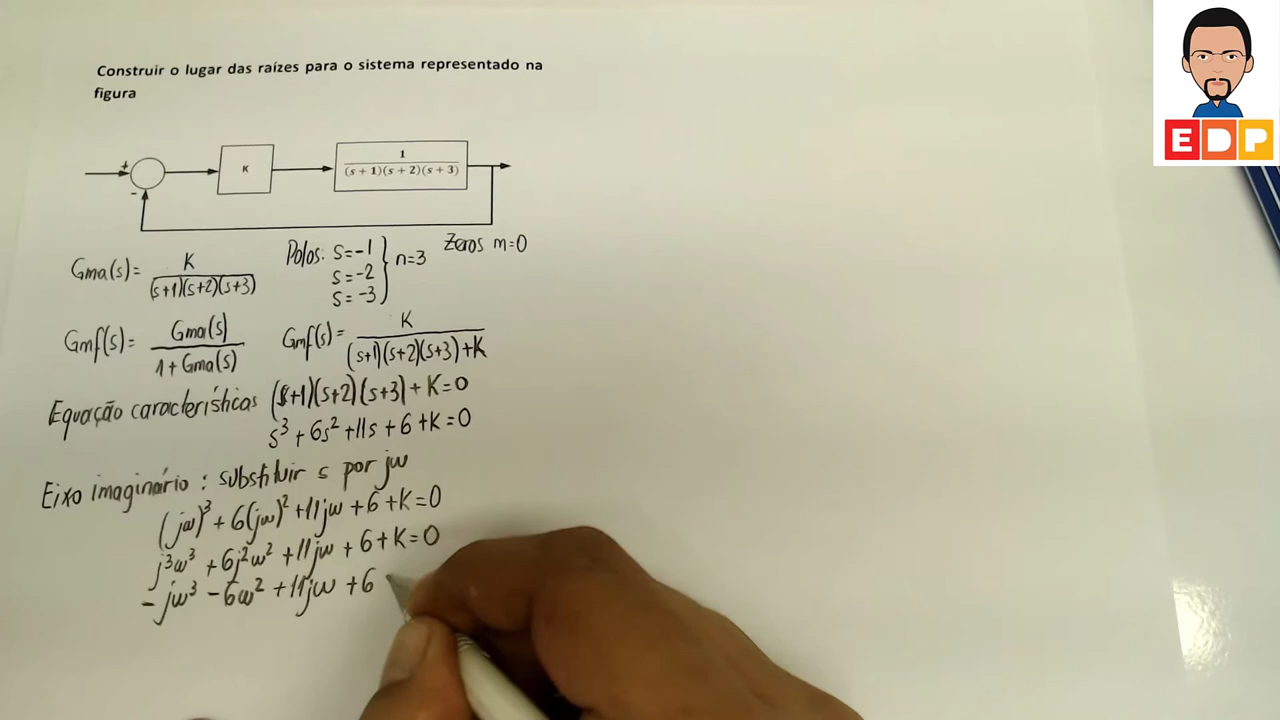 Construir o lugar das raízes para o sistema representado na
figura
+
K
1
(s + 1)(s + 2)(s + 3)
-
Gma(s)= K
(s+1)(s+2)(s+3)
Polos: s=-1
s=-2
s=-3
n=3
Zeros m=0
Gmf(s)= Gma(s)
1+Gma(s)
Gmf(s)= K
(s+1)(s+2)(s+3)+K
Equação características (s+1)(s+2)(s+3)+K=0
s³+6s²+11s+6+K=0
Eixo imaginário: substituir s por jω
(jω)³+6(jω)²+11jω+6+K=0
j³ω³+6j²ω²+11jω+6+K=0
-jω³-6ω²+11jω+6
EDP